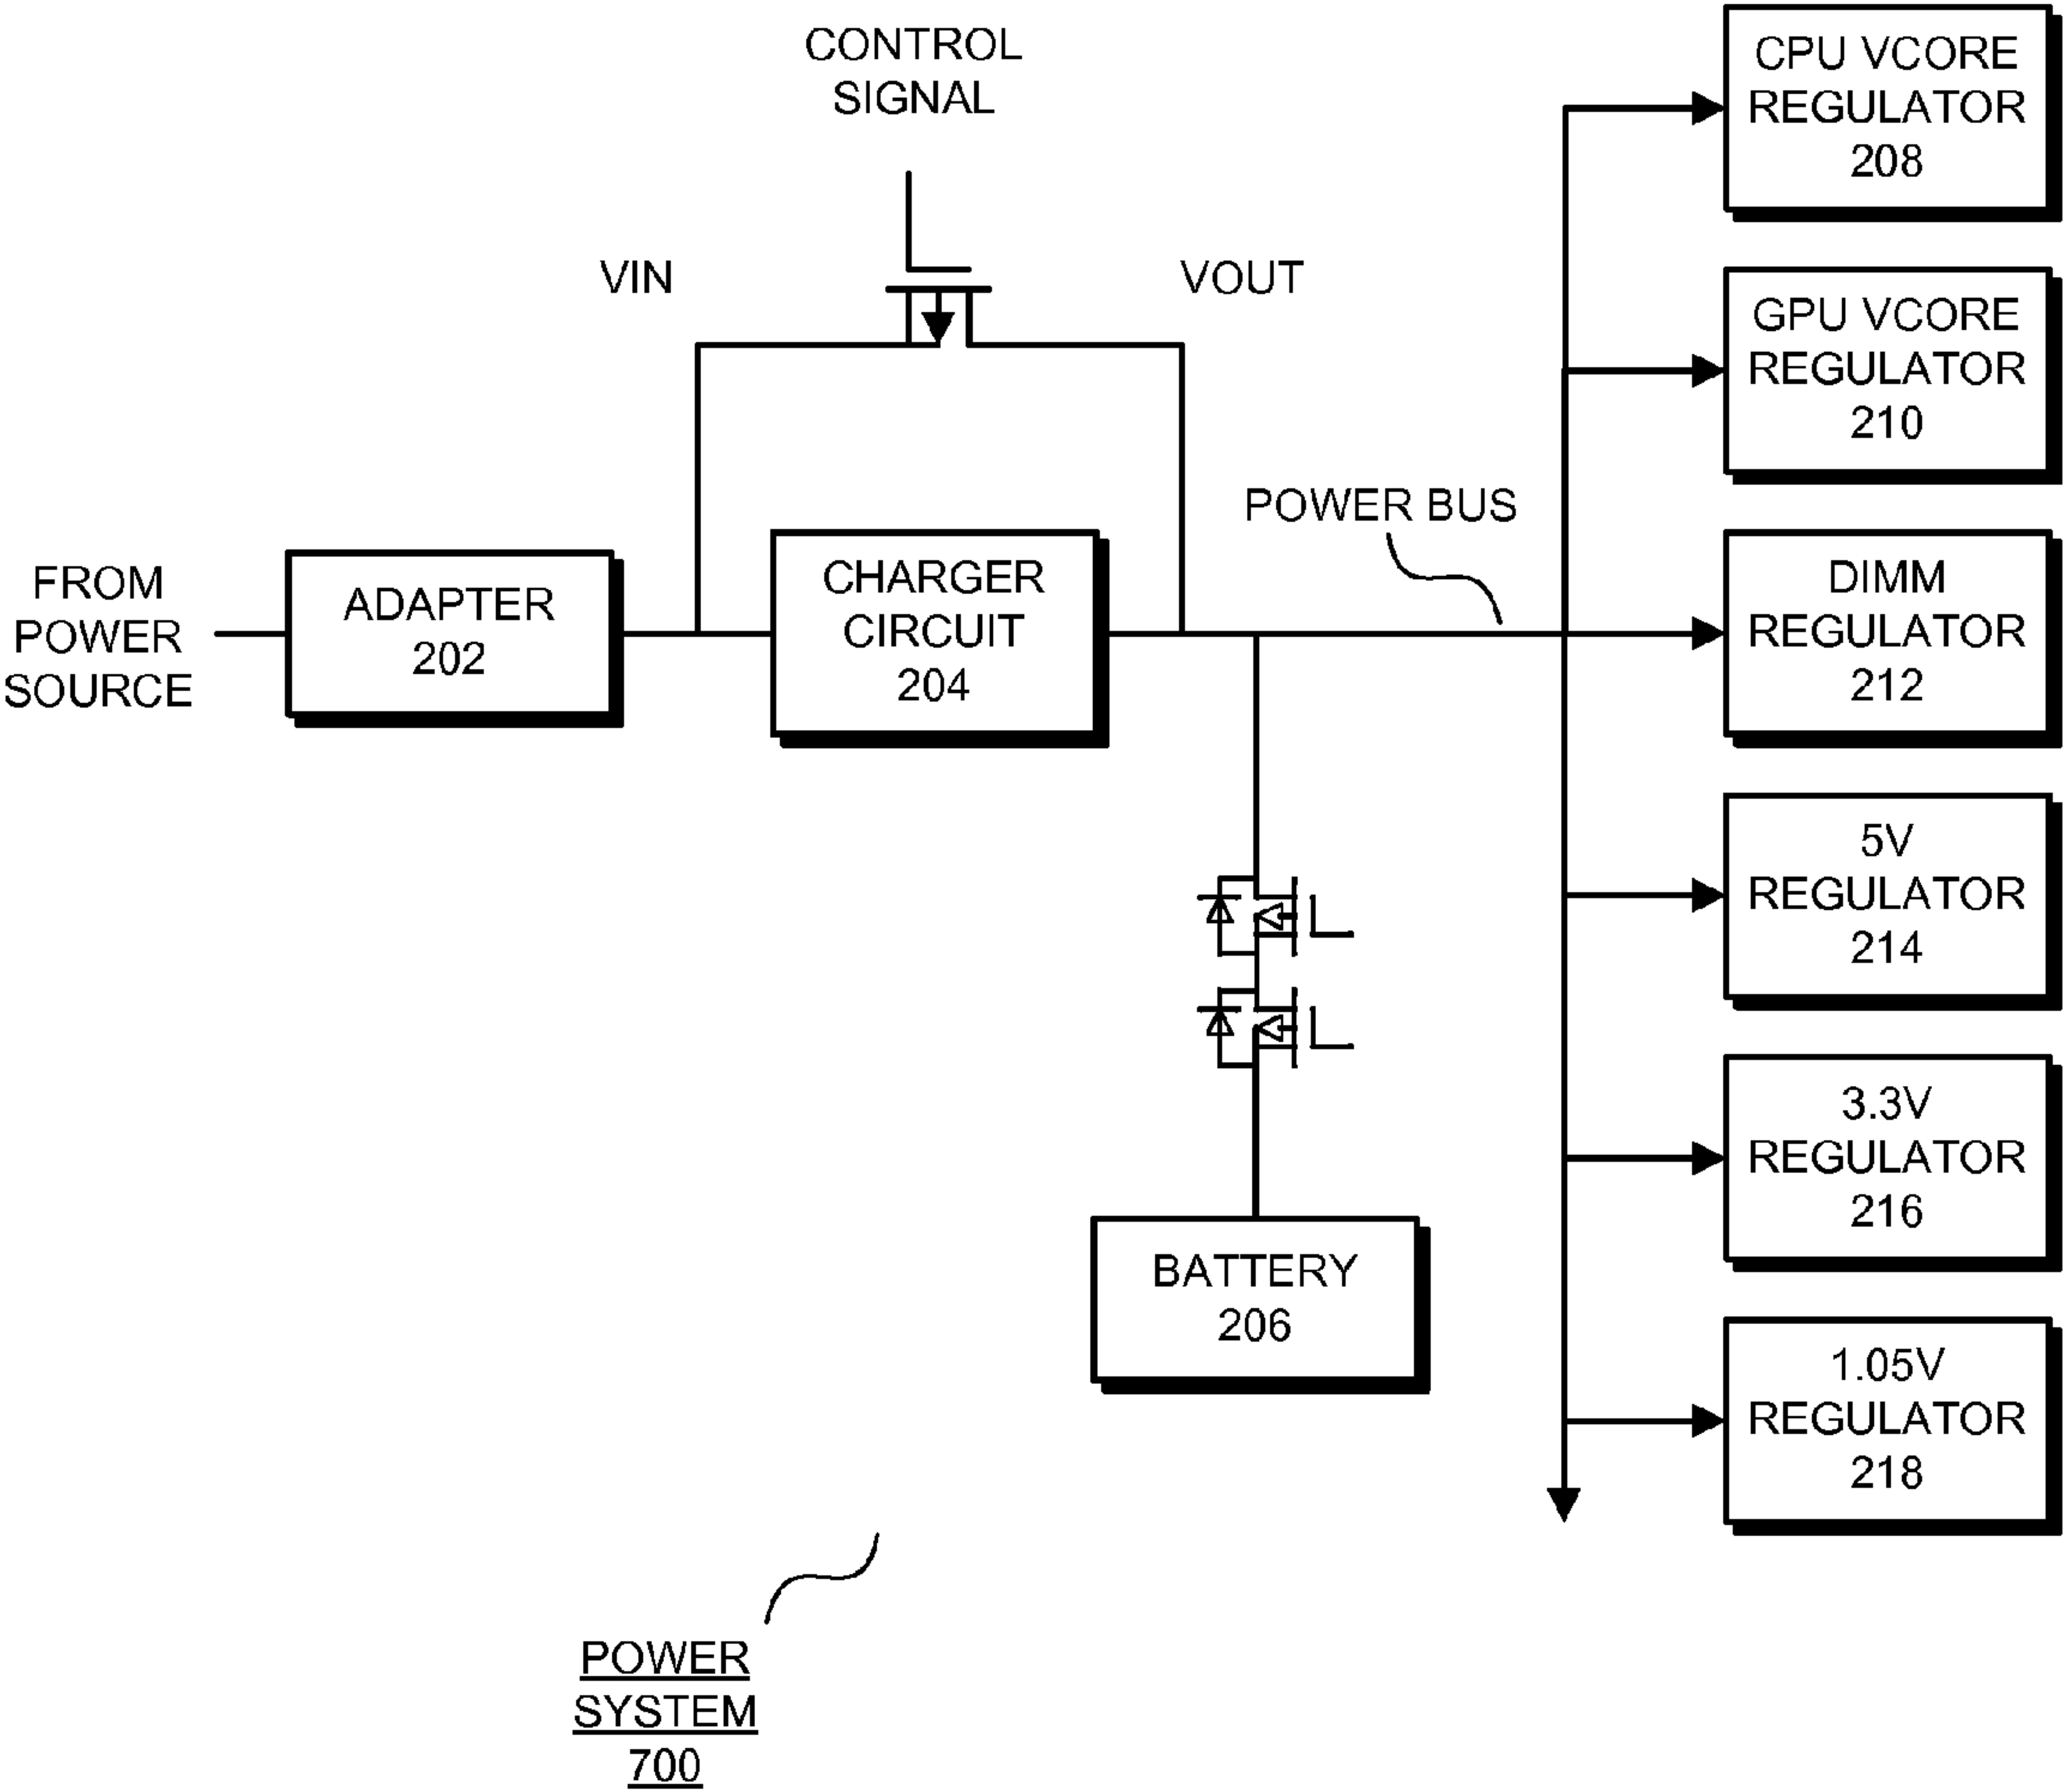 CONTROL
SIGNAL
VIN
VOUT
POWER BUS
FROM
POWER
SOURCE
ADAPTER
202
CHARGER
CIRCUIT
204
BATTERY
206
CPU VCORE
REGULATOR
208
GPU VCORE
REGULATOR
210
DIMM
REGULATOR
212
5V
REGULATOR
214
3.3V
REGULATOR
216
1.05V
REGULATOR
218
POWER
SYSTEM
700